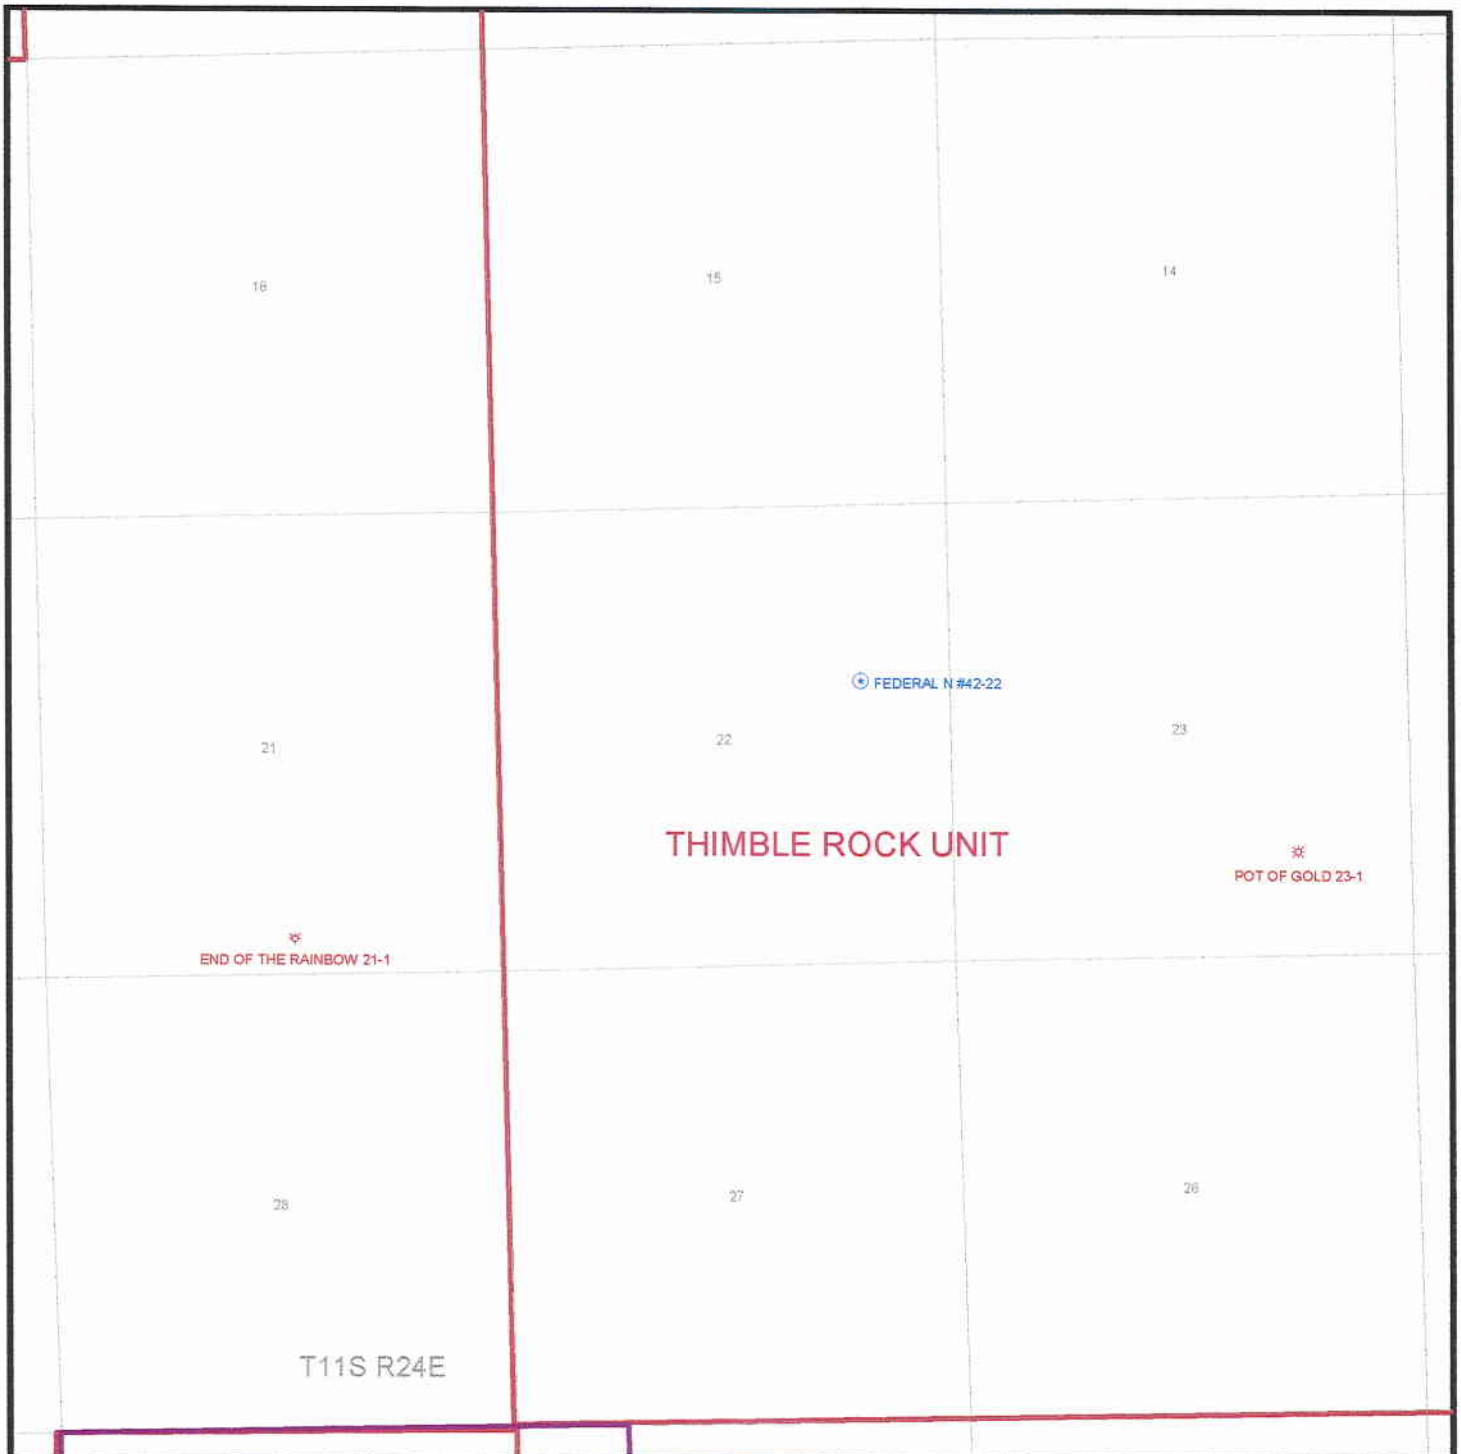 16
15
14
FEDERAL N #42-22
21
22
23
THIMBLE ROCK UNIT
POT OF GOLD 23-1
END OF THE RAINBOW 21-1
28
27
26
T11S R24E